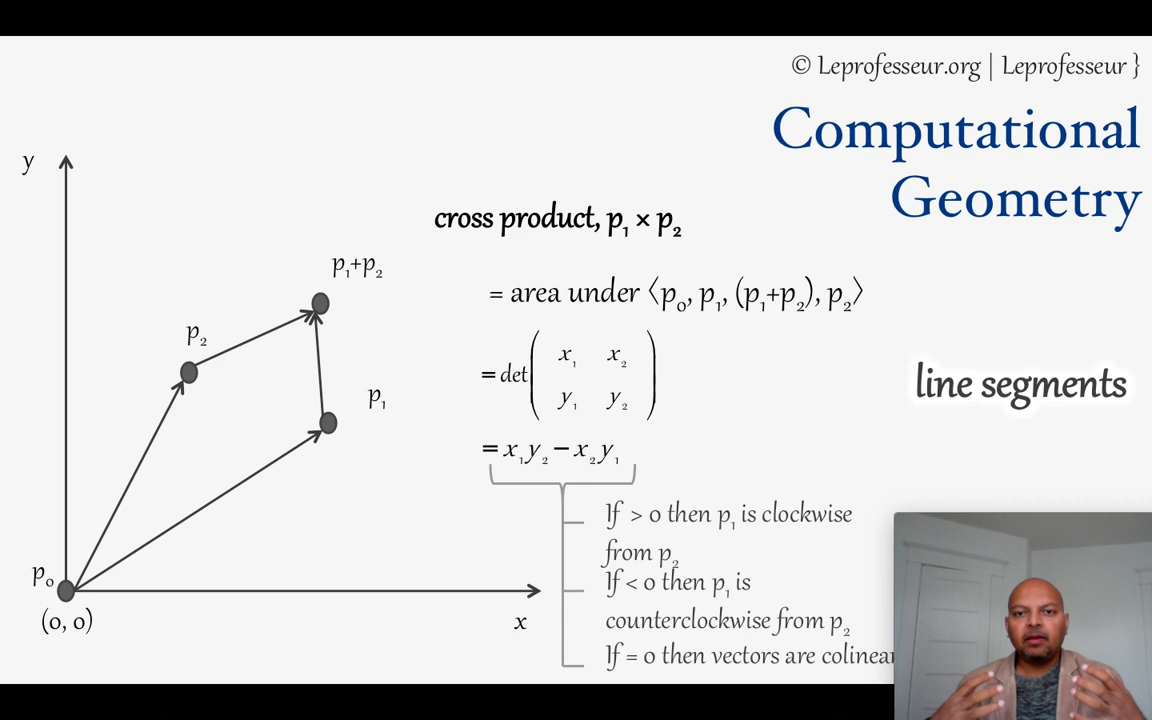 © Leprofesseur.org | Leprofesseur }
Computational
Geometry
y
cross product, p₁ × p₂
p₁+p₂
= area under ⟨p₀, p₁, (p₁+p₂), p₂⟩
p₂
= det( x₁ x₂
y₁ y₂ )
line segments
p₁
= x₁y₂ − x₂y₁
If > 0 then p₁ is clockwise
from p₂
If < 0 then p₁ is
counterclockwise from p₂
If = 0 then vectors are colinear
p₀
(0, 0)
x